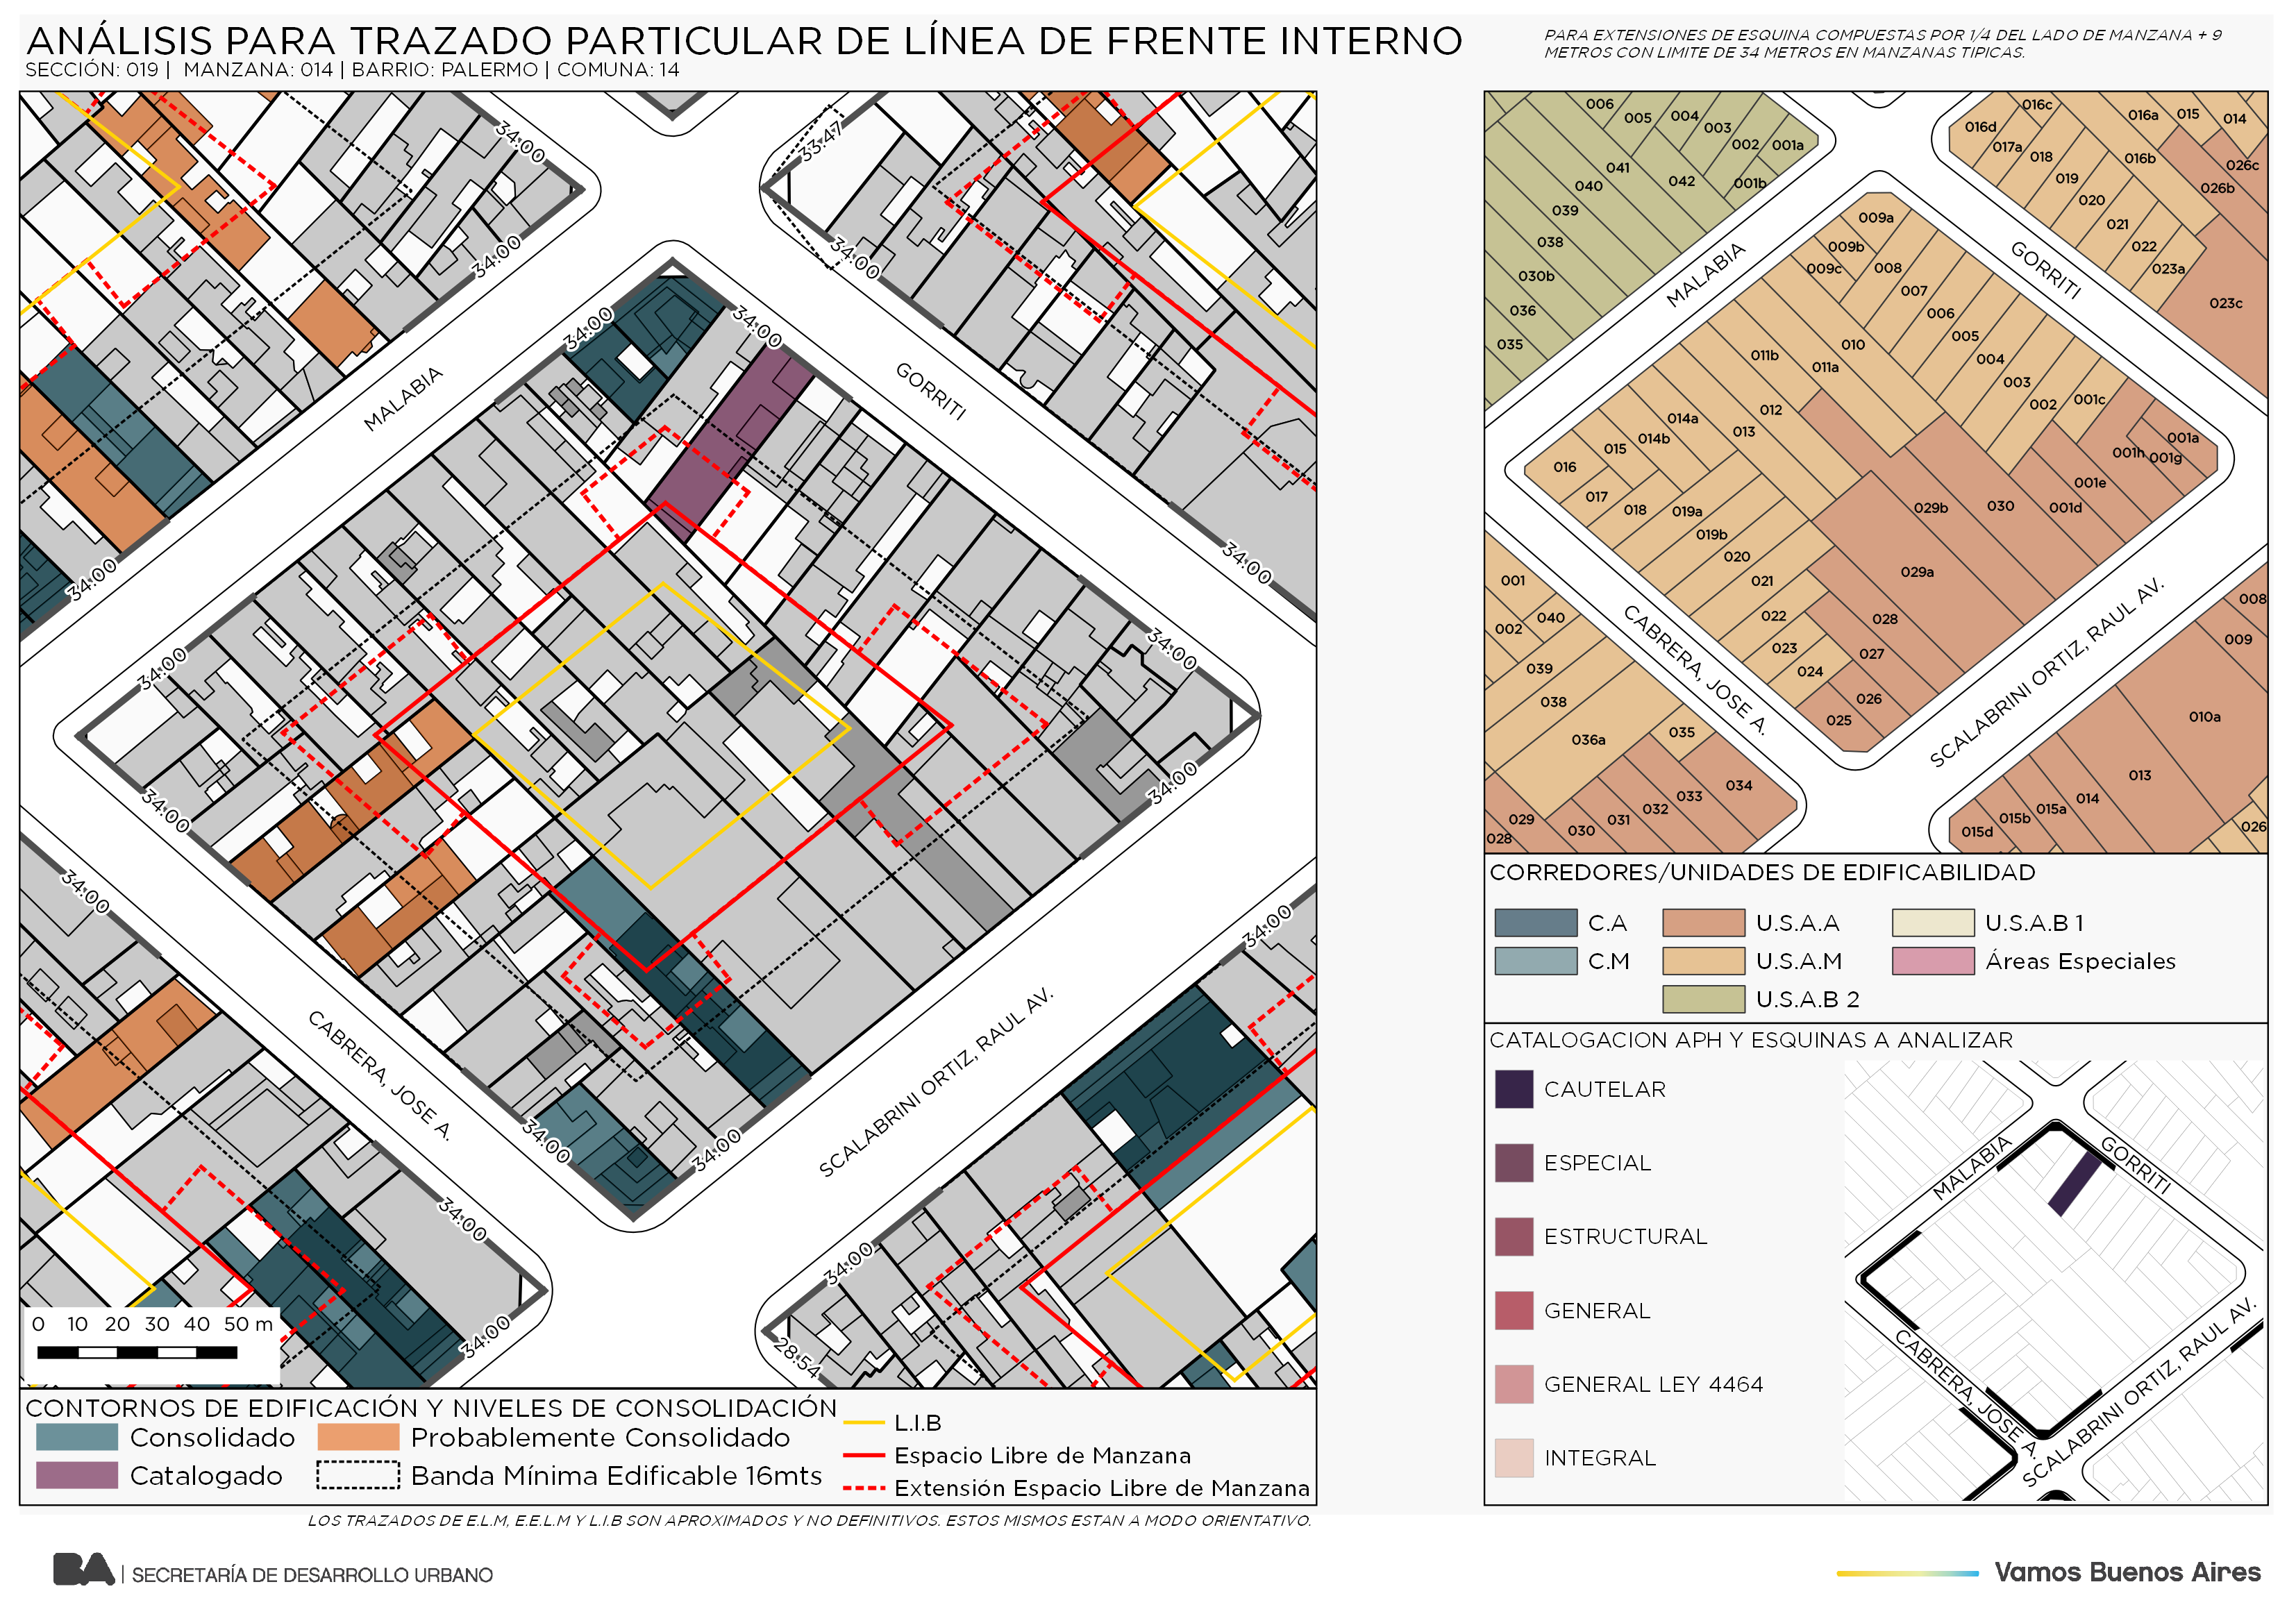 ANÁLISIS PARA TRAZADO PARTICULAR DE LÍNEA DE FRENTE INTERNO
SECCIÓN: 019 | MANZANA: 014 | BARRIO: PALERMO | COMUNA: 14
PARA EXTENSIONES DE ESQUINA COMPUESTAS POR 1/4 DEL LADO DE MANZANA + 9
METROS CON LIMITE DE 34 METROS EN MANZANAS TIPICAS.
34:00
33:47
34:00
34:00
34:00
34:00
MALABIA
GORRITI
34:00
34:00
34:00
34:00
34:00
34:00
34:00
34:00
34:00
34:00
CABRERA, JOSE A.
SCALABRINI ORTIZ, RAUL AV.
34:00
34:00
34:00
34:00
28:54
0 10 20 30 40 50 m
CONTORNOS DE EDIFICACIÓN Y NIVELES DE CONSOLIDACIÓN
Consolidado
Probablemente Consolidado
Catalogado
Banda Mínima Edificable 16mts
L.I.B
Espacio Libre de Manzana
Extensión Espacio Libre de Manzana
LOS TRAZADOS DE E.L.M, E.E.L.M Y L.I.B SON APROXIMADOS Y NO DEFINITIVOS. ESTOS MISMOS ESTAN A MODO ORIENTATIVO.
006
005
004
003
002
001a
001b
042
041
040
039
038
030b
036
035
016c
016d
017a
018
019
020
021
022
023a
016a
016b
015
014
026c
026b
023c
MALABIA
GORRITI
009a
009b
009c
008
007
006
005
004
003
002
001c
001a
001g
001h
001e
001d
010
011a
011b
012
013
014a
014b
015
016
017
018
019a
019b
020
021
022
023
024
025
026
027
028
029a
029b
030
CABRERA, JOSE A.
SCALABRINI ORTIZ, RAUL AV.
001
002
040
039
038
036a
035
034
033
032
031
030
029
028
008
009
010a
013
014
015a
015b
015d
026
CORREDORES/UNIDADES DE EDIFICABILIDAD
C.A
U.S.A.A
U.S.A.B 1
C.M
U.S.A.M
Áreas Especiales
U.S.A.B 2
CATALOGACION APH Y ESQUINAS A ANALIZAR
CAUTELAR
ESPECIAL
ESTRUCTURAL
GENERAL
GENERAL LEY 4464
INTEGRAL
MALABIA
GORRITI
CABRERA, JOSE A.
SCALABRINI ORTIZ, RAUL AV.
BA | SECRETARÍA DE DESARROLLO URBANO
Vamos Buenos Aires